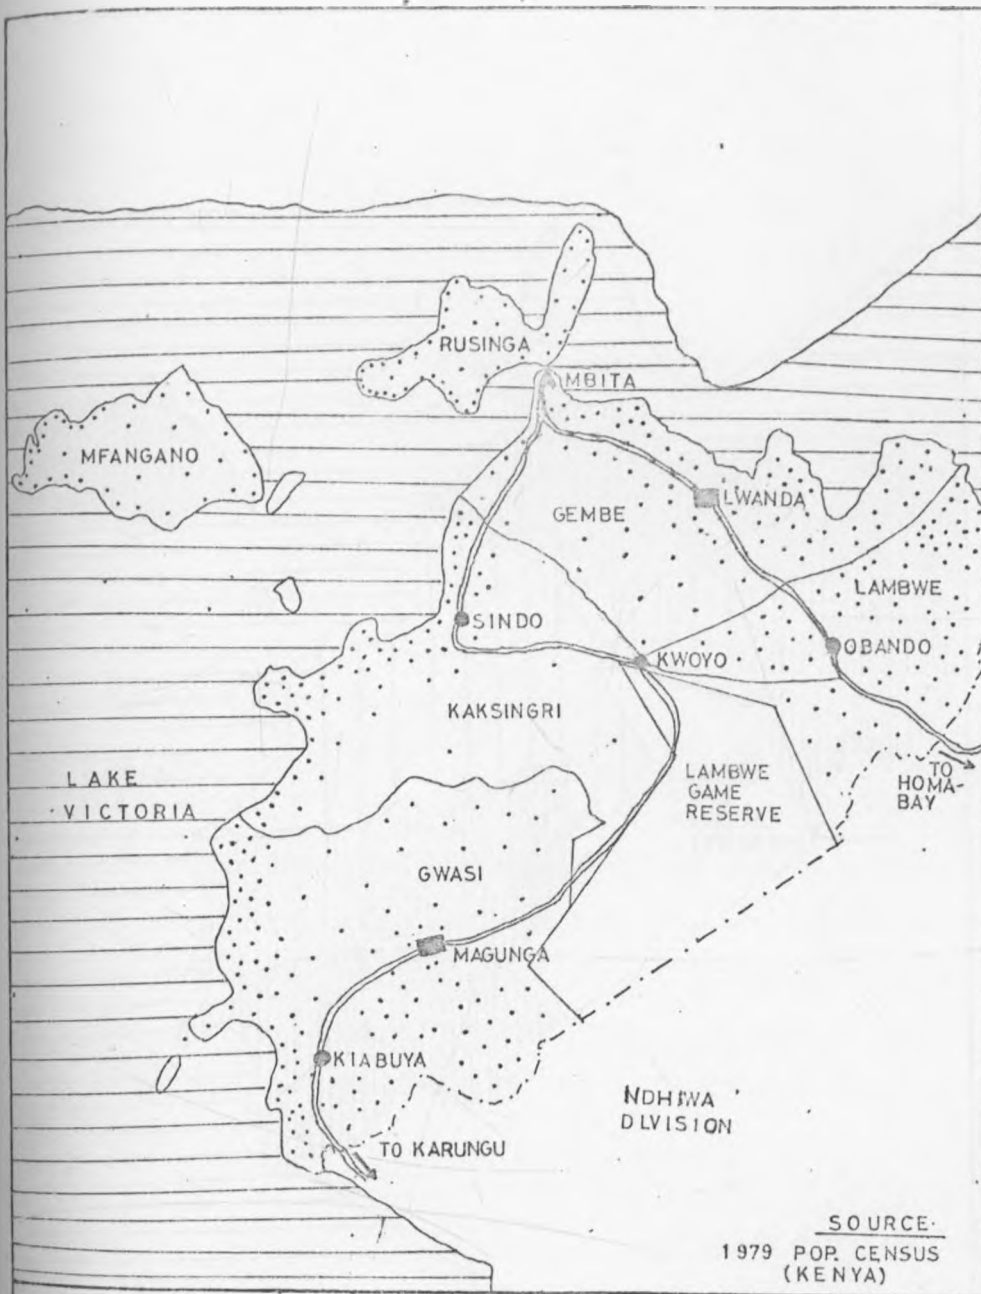 RUSINGA
MBITA
MFANGANO
LWANDA
GEMBE
LAMBWE
SINDO
OBANDO
KWOYO
KAKSINGRI
LAKE
VICTORIA
LAMBWE
GAME
RESERVE
TO
HOMA-
BAY
GWASI
MAGUNGA
KIABUYA
NDHIWA
DIVISION
TO KARUNGU
SOURCE
1979 POP. CENSUS
(KENYA)